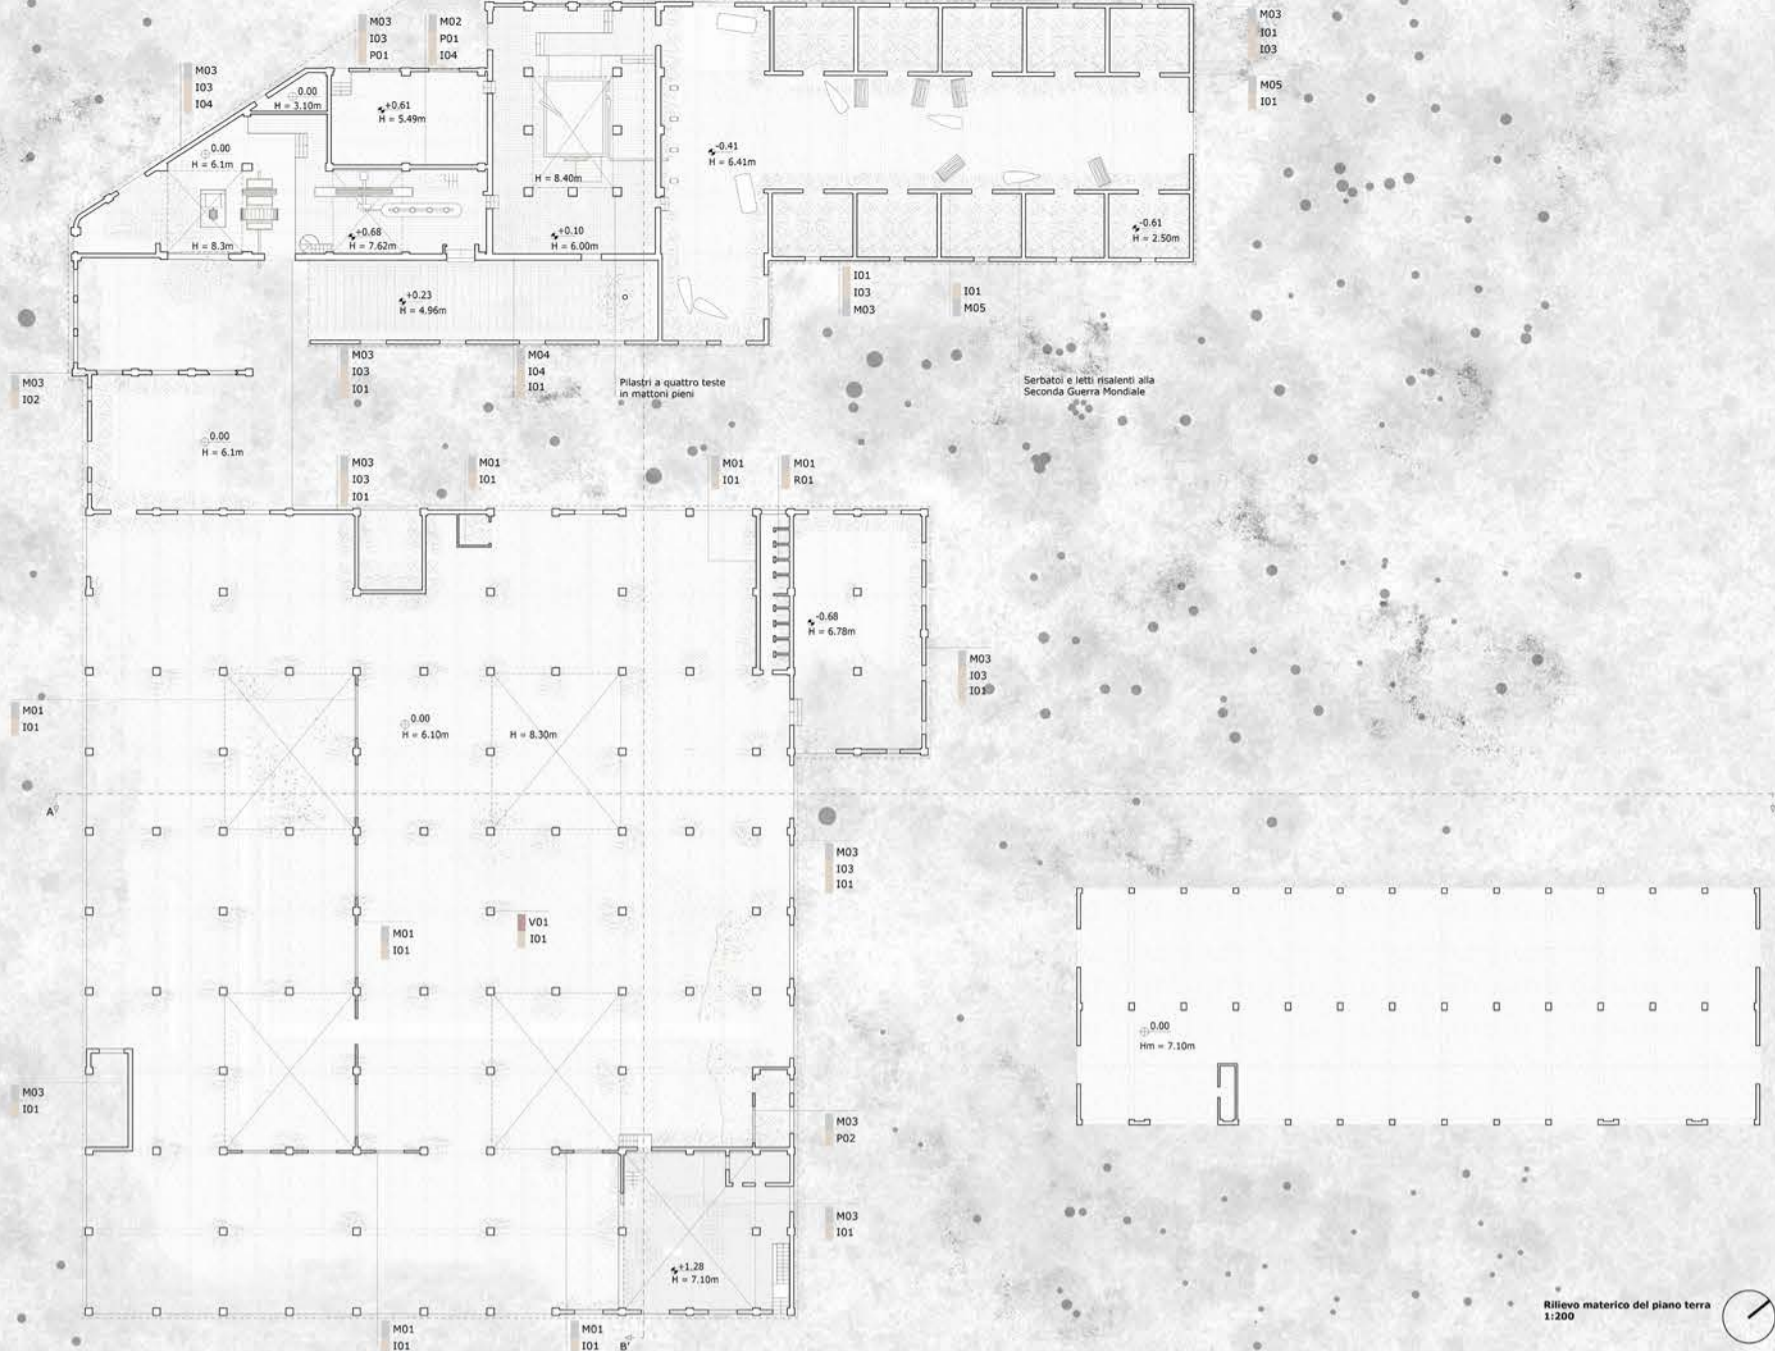 M03
I03
P01
M02
P01
I04
M03
I01
I03
M03
I03
I04
M05
I01
0.00
H = 3.10m
+0.61
H = 5.49m
0.00
H = 6.1m
-0.41
H = 6.41m
H = 8.40m
H = 8.3m
+0.68
H = 7.62m
+0.10
H = 6.00m
-0.61
H = 2.50m
I01
I03
M03
I01
M05
+0.23
H = 4.96m
M03
I03
I01
M04
I04
I01
Pilastri a quattro teste
in mattoni pieni
Serbatoi e letti risalenti alla
Seconda Guerra Mondiale
M03
I02
0.00
H = 6.1m
M03
I03
I01
M01
I01
M01
I01
M01
R01
-0.68
H = 6.78m
M03
I03
I01
M01
I01
0.00
H = 6.10m
H = 8.30m
A'
M03
I03
I01
V01
I01
M01
I01
0.00
Hm = 7.10m
M03
I01
M03
P02
M03
I01
+1.28
H = 7.10m
Rilievo materico del piano terra
1:200
M01
I01
M01
I01
B'